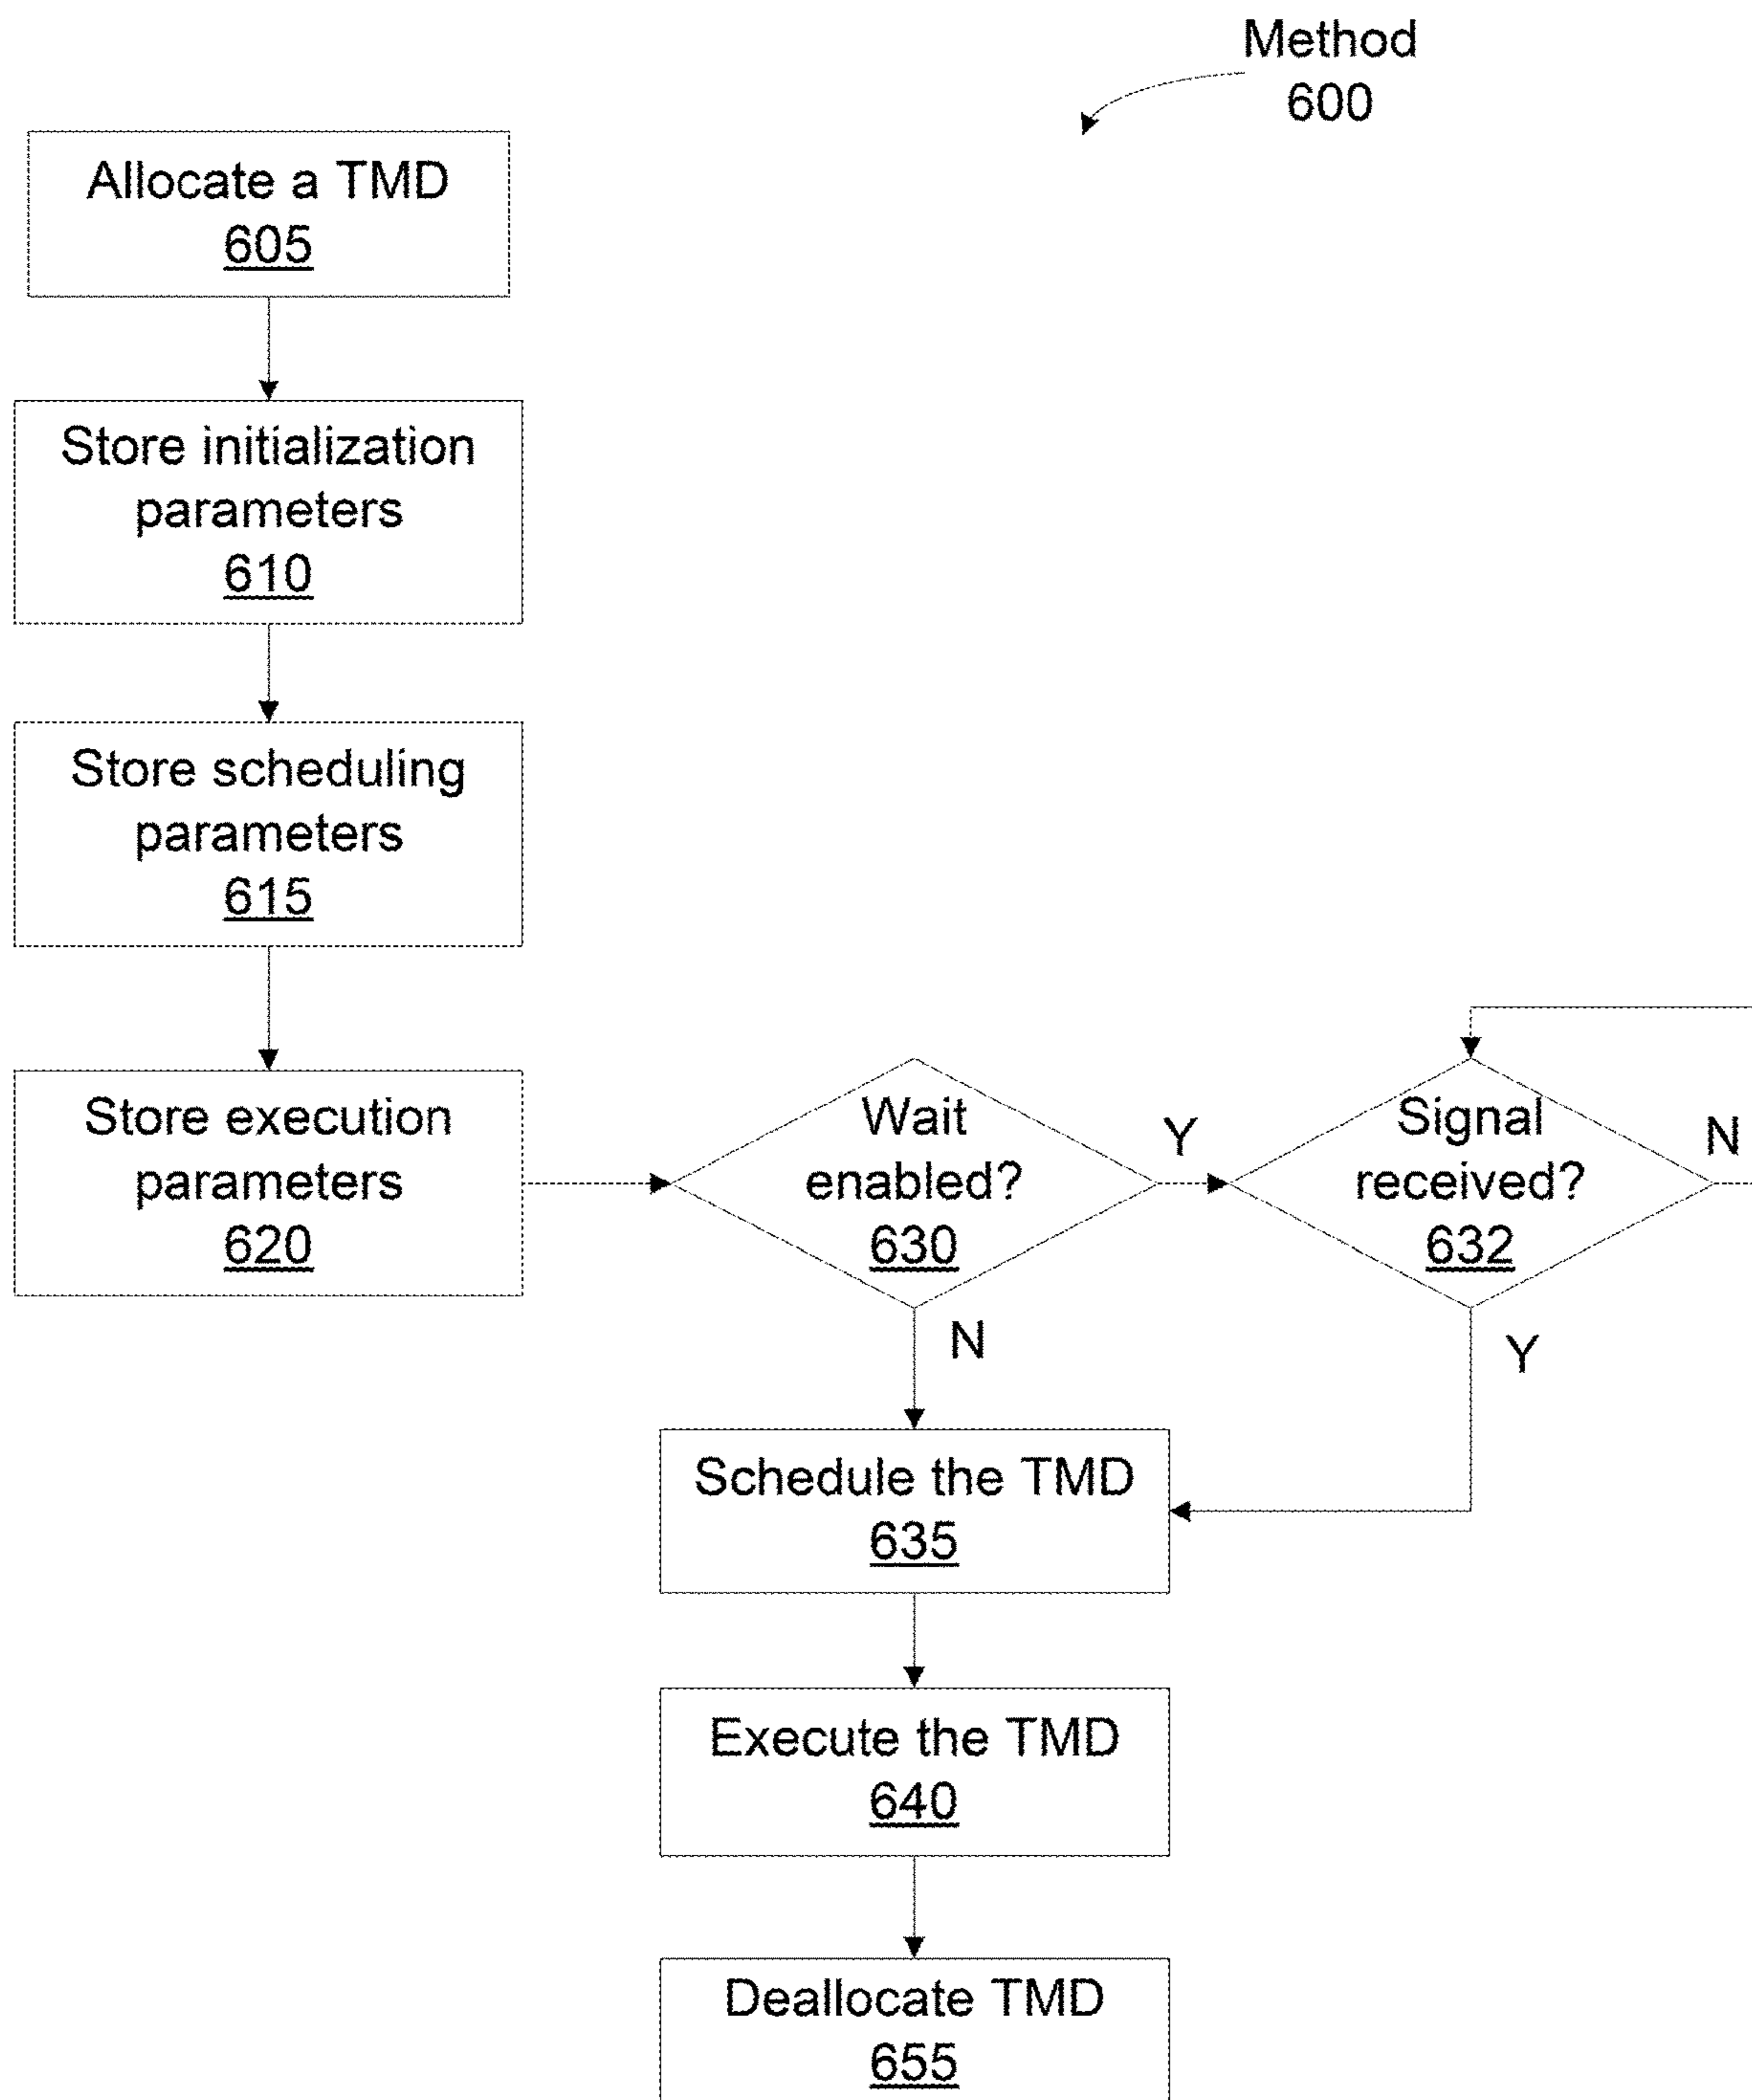 Method
600
Allocate a TMD
605
Store initialization
parameters
610
Store scheduling
parameters
615
Store execution
parameters
620
Wait
enabled?
630
Y
Signal
received?
632
N
N
Y
Schedule the TMD
635
Execute the TMD
640
Deallocate TMD
655